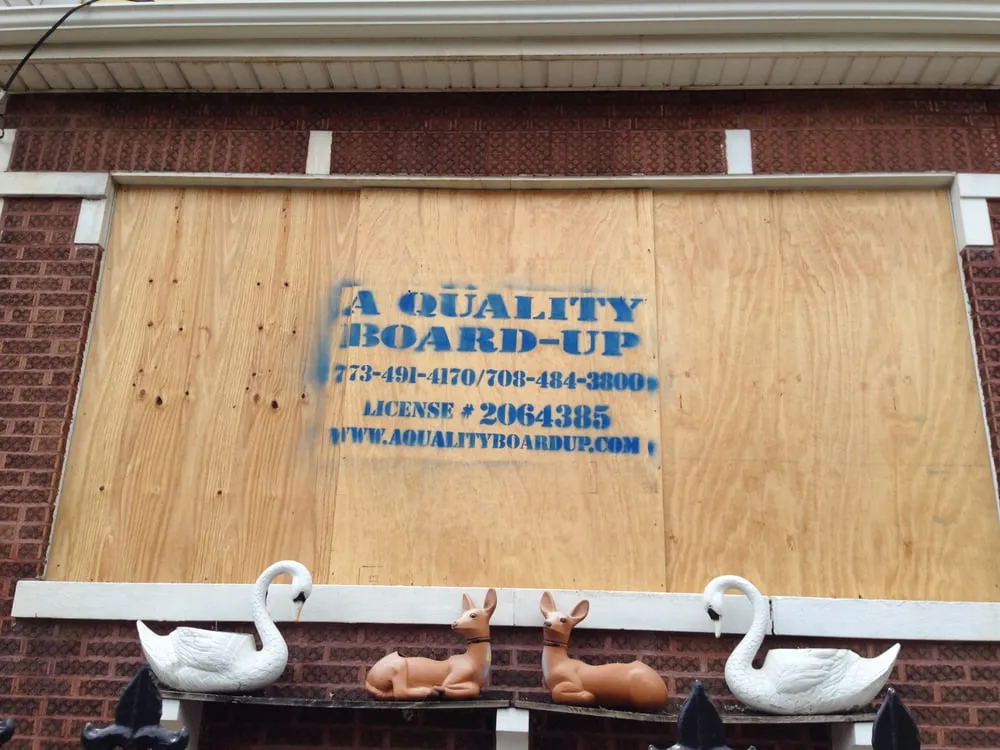 A QUALITY
BOARD-UP
773-491-4170/708-484-3800
LICENSE # 2064385
WWW.AQUALITYBOARDUP.COM